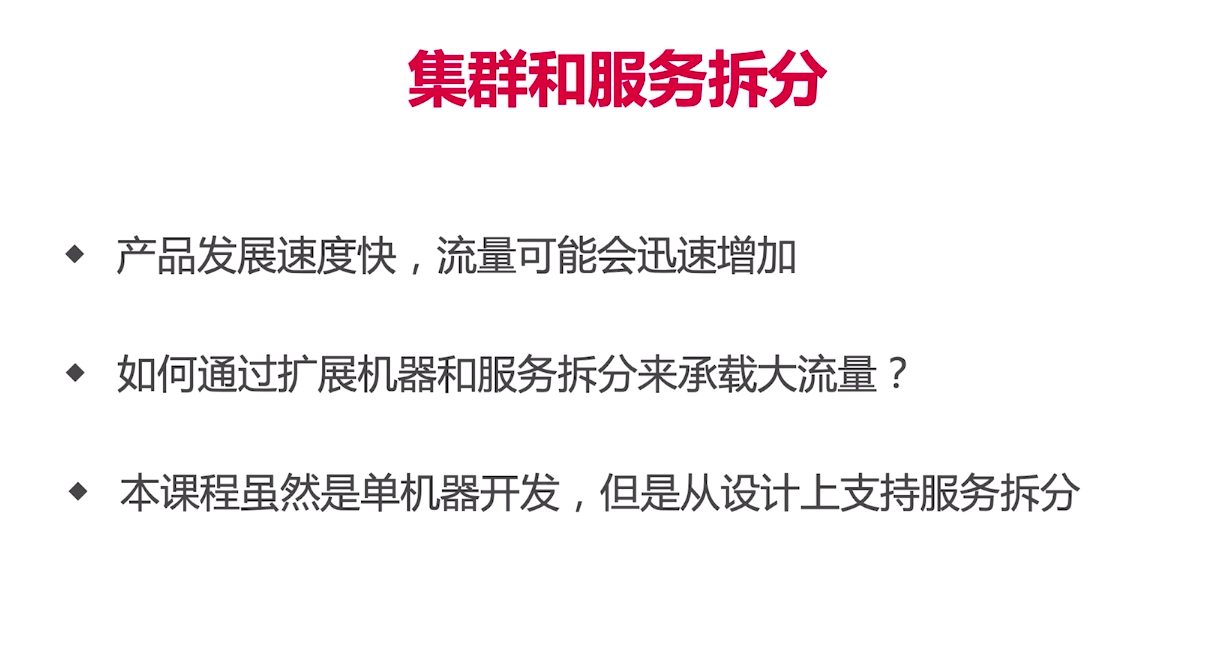 集群和服务拆分
◆ 产品发展速度快，流量可能会迅速增加
◆ 如何通过扩展机器和服务拆分来承载大流量？
◆ 本课程虽然是单机器开发，但是从设计上支持服务拆分